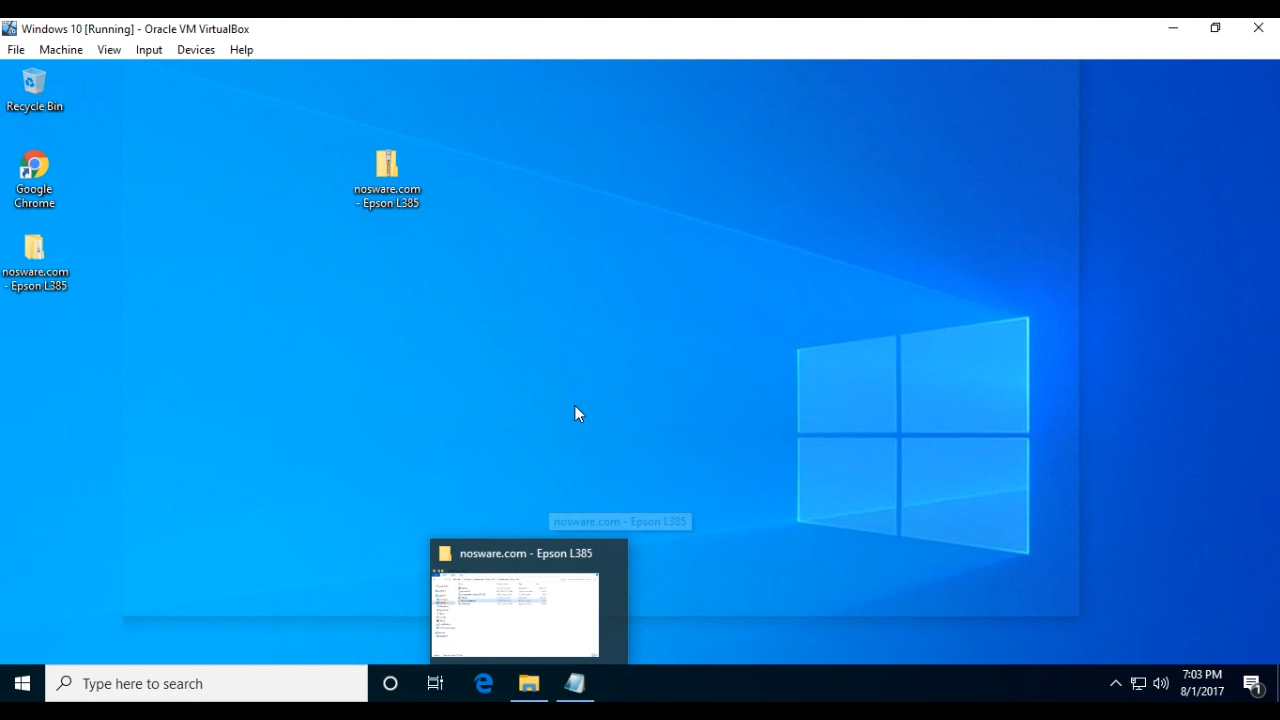 Windows 10 [Running] - Oracle VM VirtualBox
File Machine View Input Devices Help
Recycle Bin
Google
Chrome
nosware.com
- Epson L385
nosware.com
- Epson L385
nosware.com - Epson L385
nosware.com - Epson L385
Type here to search
7:03 PM
8/1/2017
1